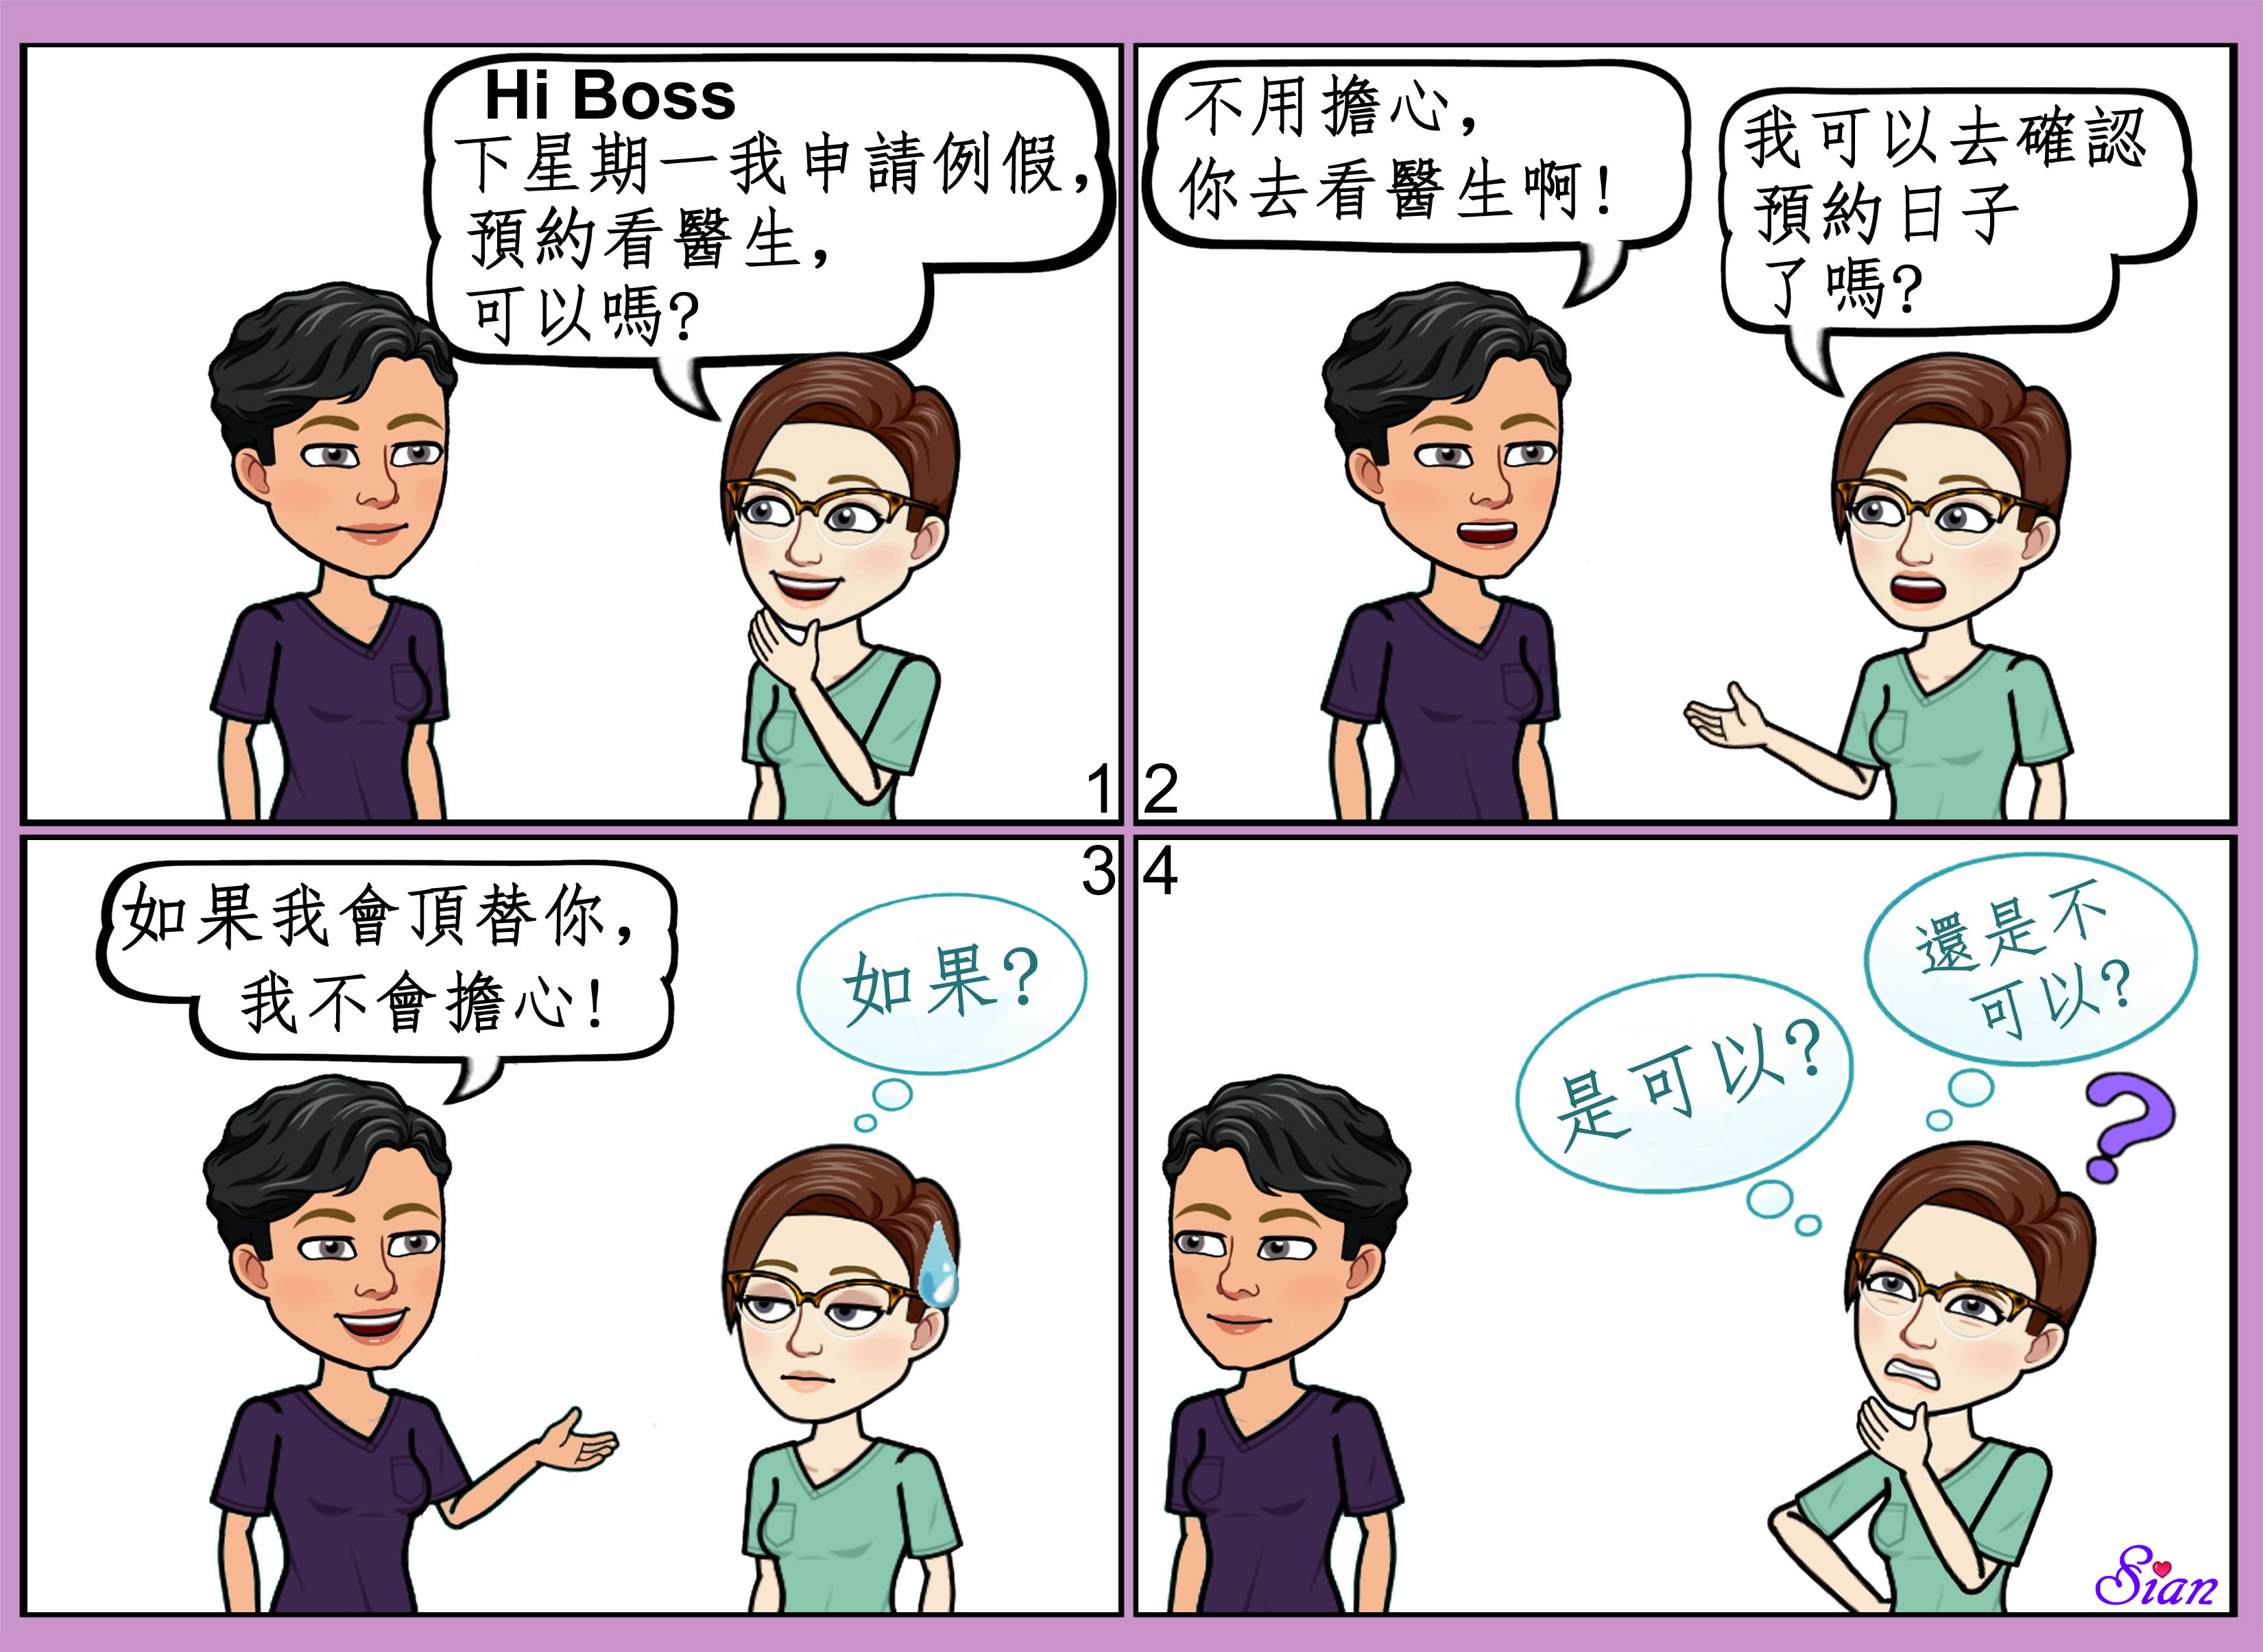 Hi Boss
下星期一我申請例假,
預約看醫生,
可以嗎?
不用擔心,
你去看醫生啊!
我可以去確認
預約日子
了嗎?
1
2
如果我會頂替你,
我不會擔心!
如果?
3
4
是可以?
還是不
可以?
?
Sian